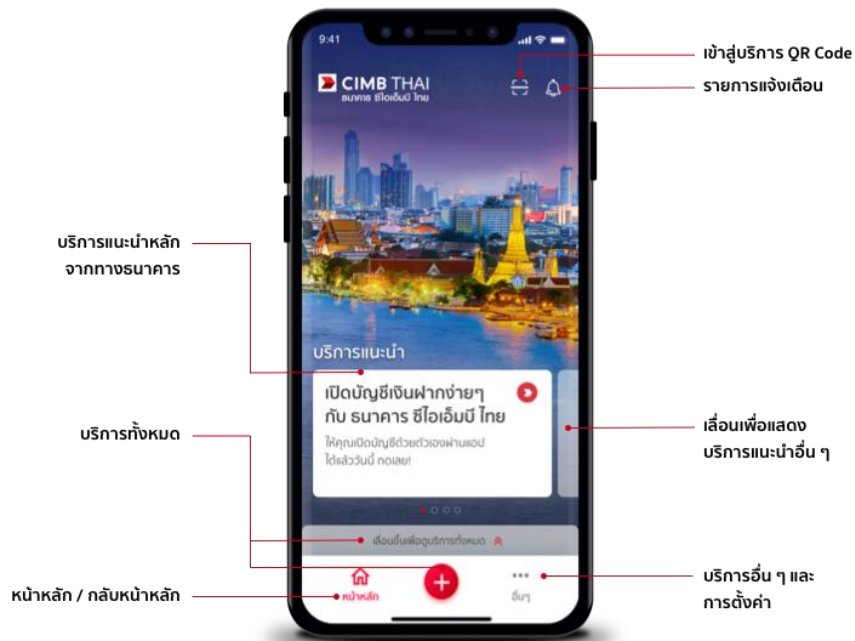 เข้าสู่บริการ QR Code
รายการแจ้งเตือน
9:41
CIMB THAI
ธนาคาร ซีไอเอ็มบี ไทย
บริการแนะนำหลัก
จากทางธนาคาร
บริการแนะนำ
เปิดบัญชีเงินฝากง่ายๆ
กับ ธนาคาร ซีไอเอ็มบี ไทย
ให้คุณเปิดบัญชีด้วยตัวเองผ่านแอป
ได้แล้ววันนี้ กดเลย!
บริการทั้งหมด
เลื่อนเพื่อแสดง
บริการแนะนำอื่น ๆ
เลื่อนขึ้นเพื่อดูบริการทั้งหมด
หน้าหลัก / กลับหน้าหลัก
หน้าหลัก
อื่นๆ
บริการอื่น ๆ และ
การตั้งค่า